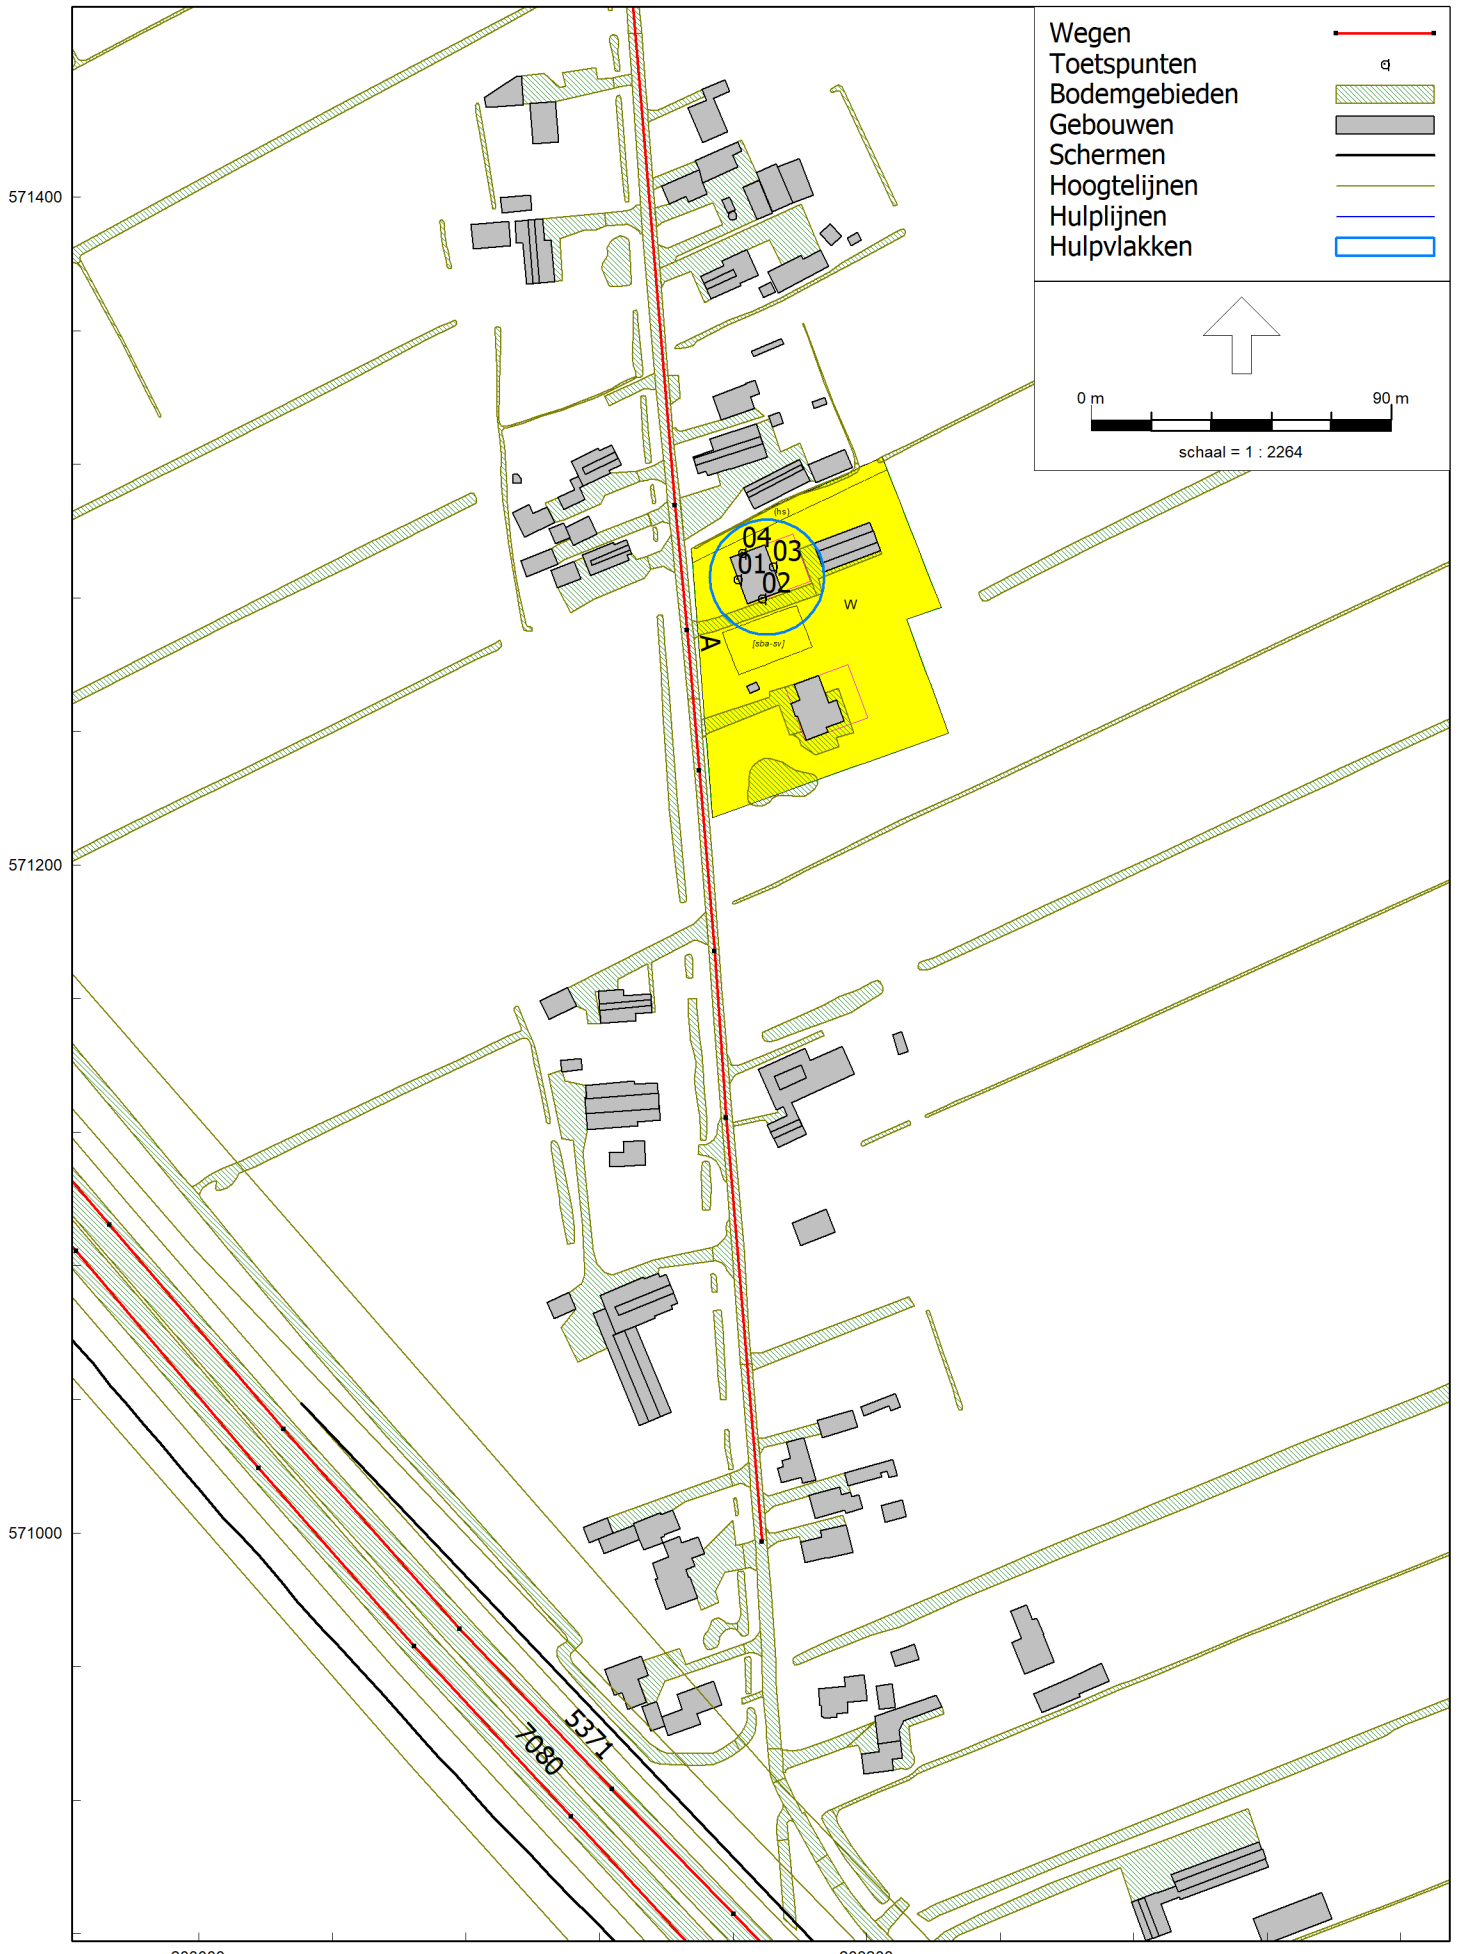 Wegen
Toetspunten
Bodemgebieden
Gebouwen
Schermen
Hoogtelijnen
Hulplijnen
Hulpvlakken
0 m 90 m
schaal = 1 : 2264
571400
(hs)
04
03
01
02
W
A
[sba-sv]
571200
571000
5371
7080